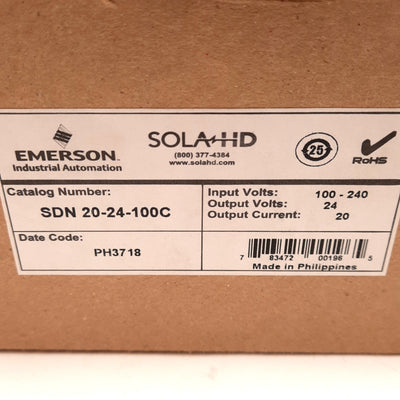 EMERSON
Industrial Automation
SOLA HD
(800) 377-4384
www.solahd.com
25
RoHS
Catalog Number:
SDN 20-24-100C
Input Volts: 100 - 240
Output Volts: 24
Output Current: 20
Date Code:
PH3718
7 83472 00196 5
Made in Philippines